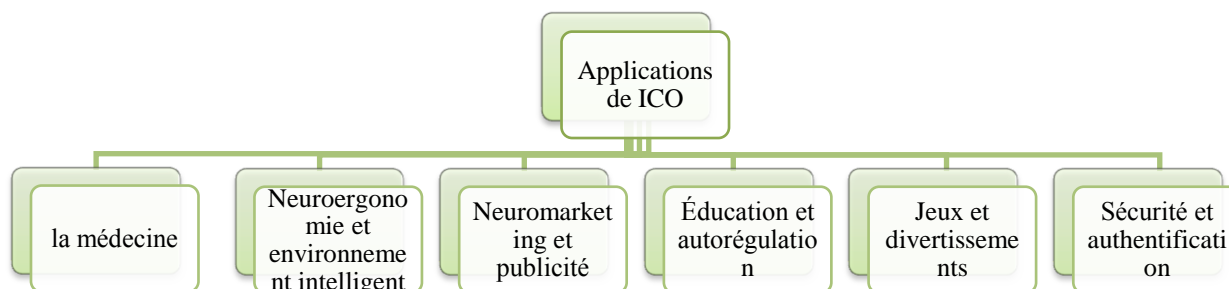 Applications
de ICO
la médecine
Neuroergono
mie et
environneme
nt intelligent
Neuromarket
ing et
publicité
Éducation et
autorégulatio
n
Jeux et
divertisseme
nts
Sécurité et
authentificati
on